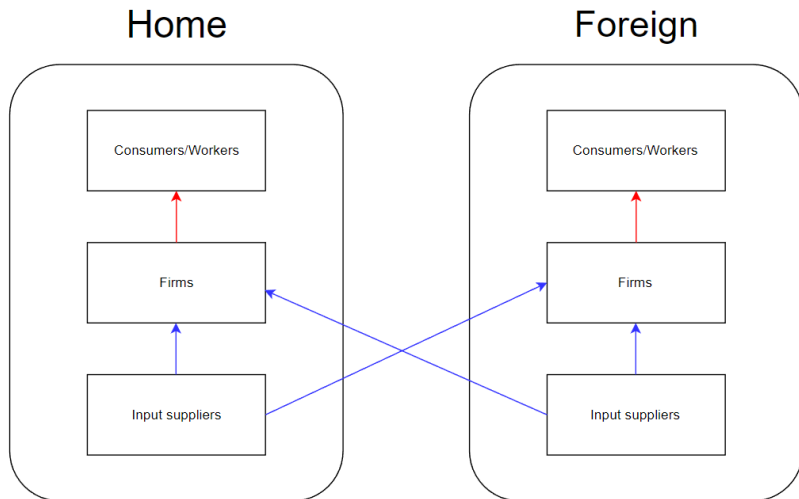 Home
Foreign
Consumers/Workers
Consumers/Workers
Firms
Firms
Input suppliers
Input suppliers